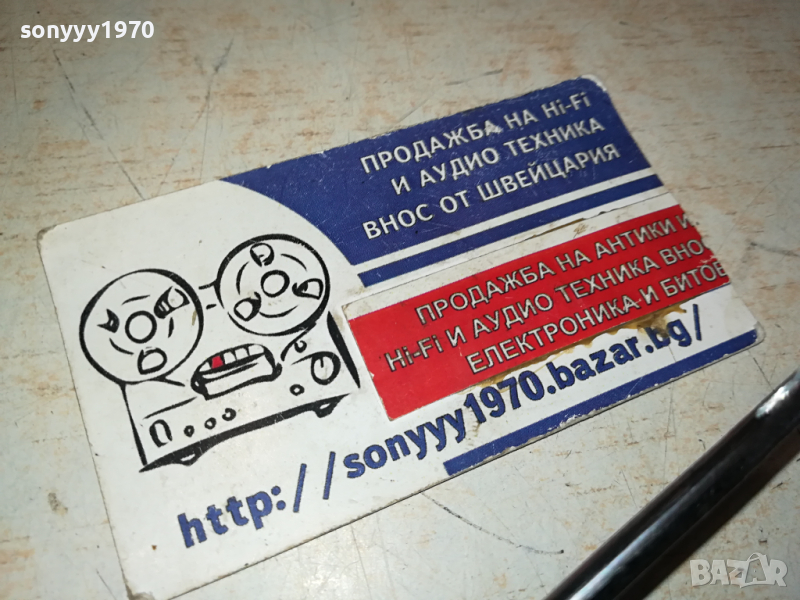 sonyyy1970
ПРОДАЖБА НА Hi-Fi
И АУДИО ТЕХНИКА
ВНОС ОТ ШВЕЙЦАРИЯ
ПРОДАЖБА НА АНТИКИ И
Hi-Fi И АУДИО ТЕХНИКА ВНОС
ЕЛЕКТРОНИКА И БИТОВ
http://sonyyy1970.bazar.bg/
BAZAR